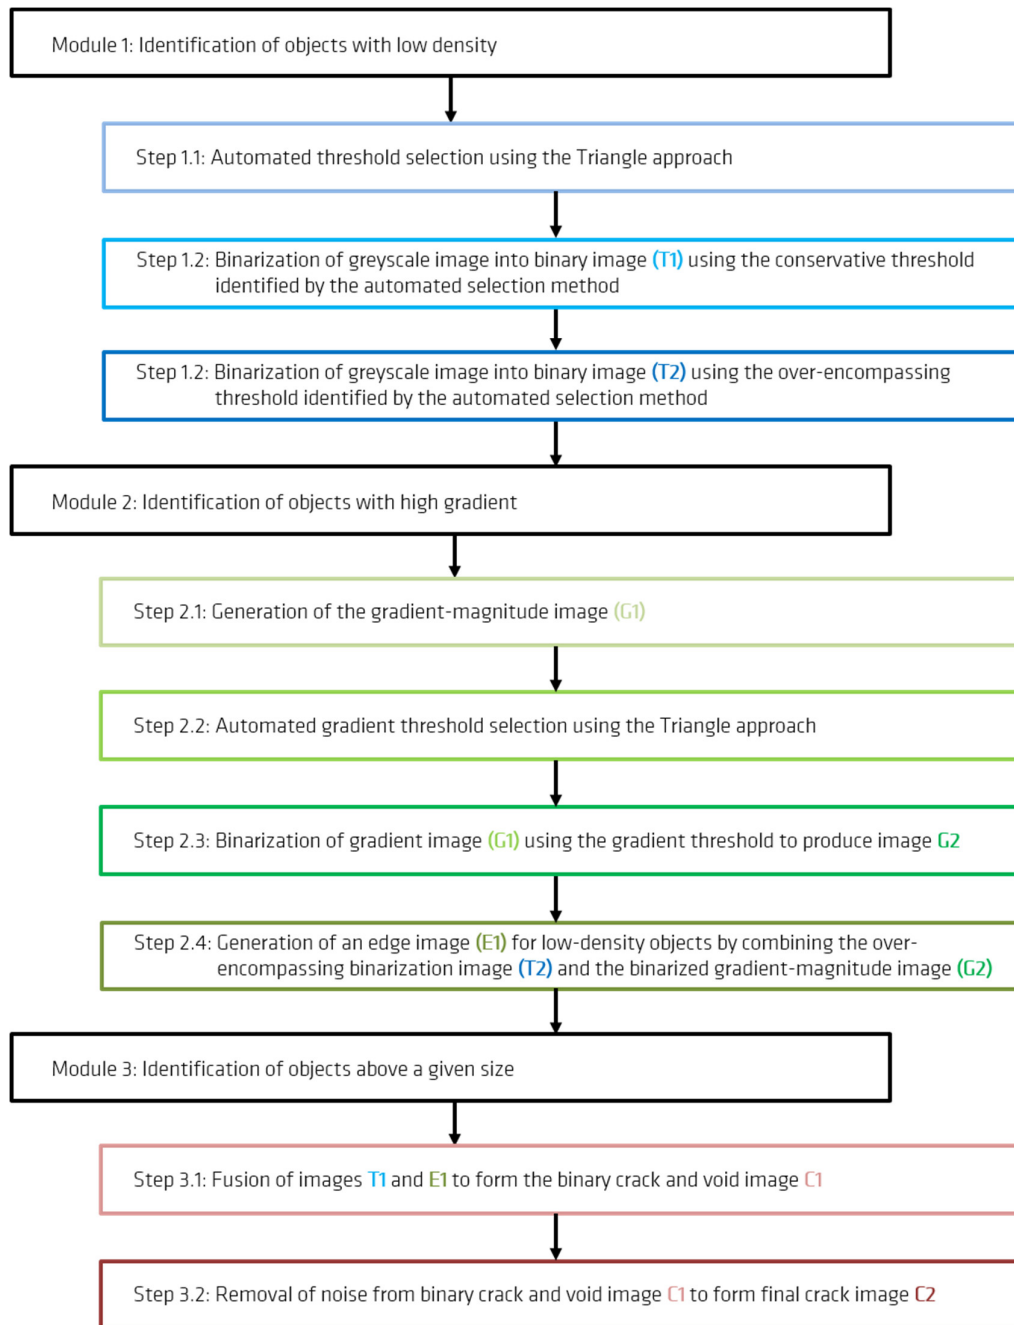 Module 1: Identification of objects with low density
Step 1.1: Automated threshold selection using the Triangle approach
Step 1.2: Binarization of greyscale image into binary image (T1) using the conservative threshold
identified by the automated selection method
Step 1.2: Binarization of greyscale image into binary image (T2) using the over-encompassing
threshold identified by the automated selection method
Module 2: Identification of objects with high gradient
Step 2.1: Generation of the gradient-magnitude image (G1)
Step 2.2: Automated gradient threshold selection using the Triangle approach
Step 2.3: Binarization of gradient image (G1) using the gradient threshold to produce image G2
Step 2.4: Generation of an edge image (E1) for low-density objects by combining the over-
encompassing binarization image (T2) and the binarized gradient-magnitude image (G2)
Module 3: Identification of objects above a given size
Step 3.1: Fusion of images T1 and E1 to form the binary crack and void image C1
Step 3.2: Removal of noise from binary crack and void image C1 to form final crack image C2